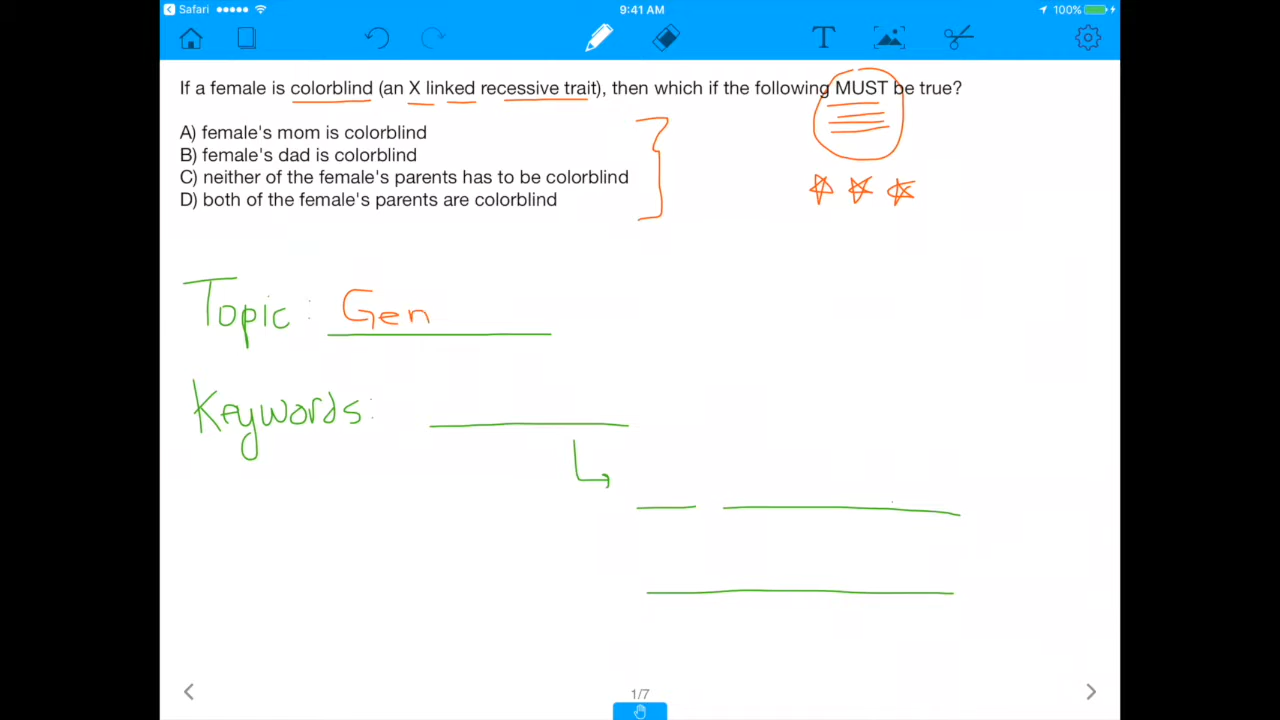 Safari
9:41 AM
100%
T
If a female is colorblind (an X linked recessive trait), then which if the following MUST be true?
A) female's mom is colorblind
B) female's dad is colorblind
C) neither of the female's parents has to be colorblind
D) both of the female's parents are colorblind
Topic: Gen
Keywords:
1/7